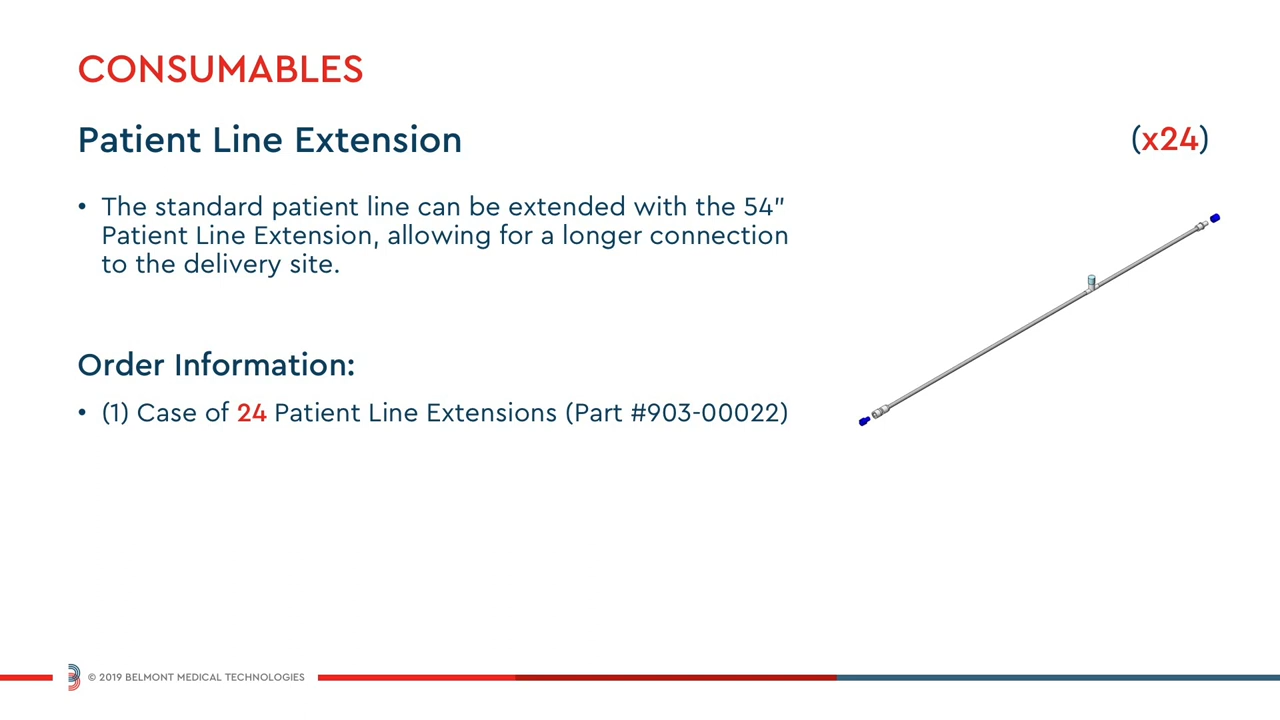 CONSUMABLES
Patient Line Extension
(x24)
• The standard patient line can be extended with the 54”
Patient Line Extension, allowing for a longer connection
to the delivery site.
Order Information:
• (1) Case of 24 Patient Line Extensions (Part #903-00022)
© 2019 BELMONT MEDICAL TECHNOLOGIES